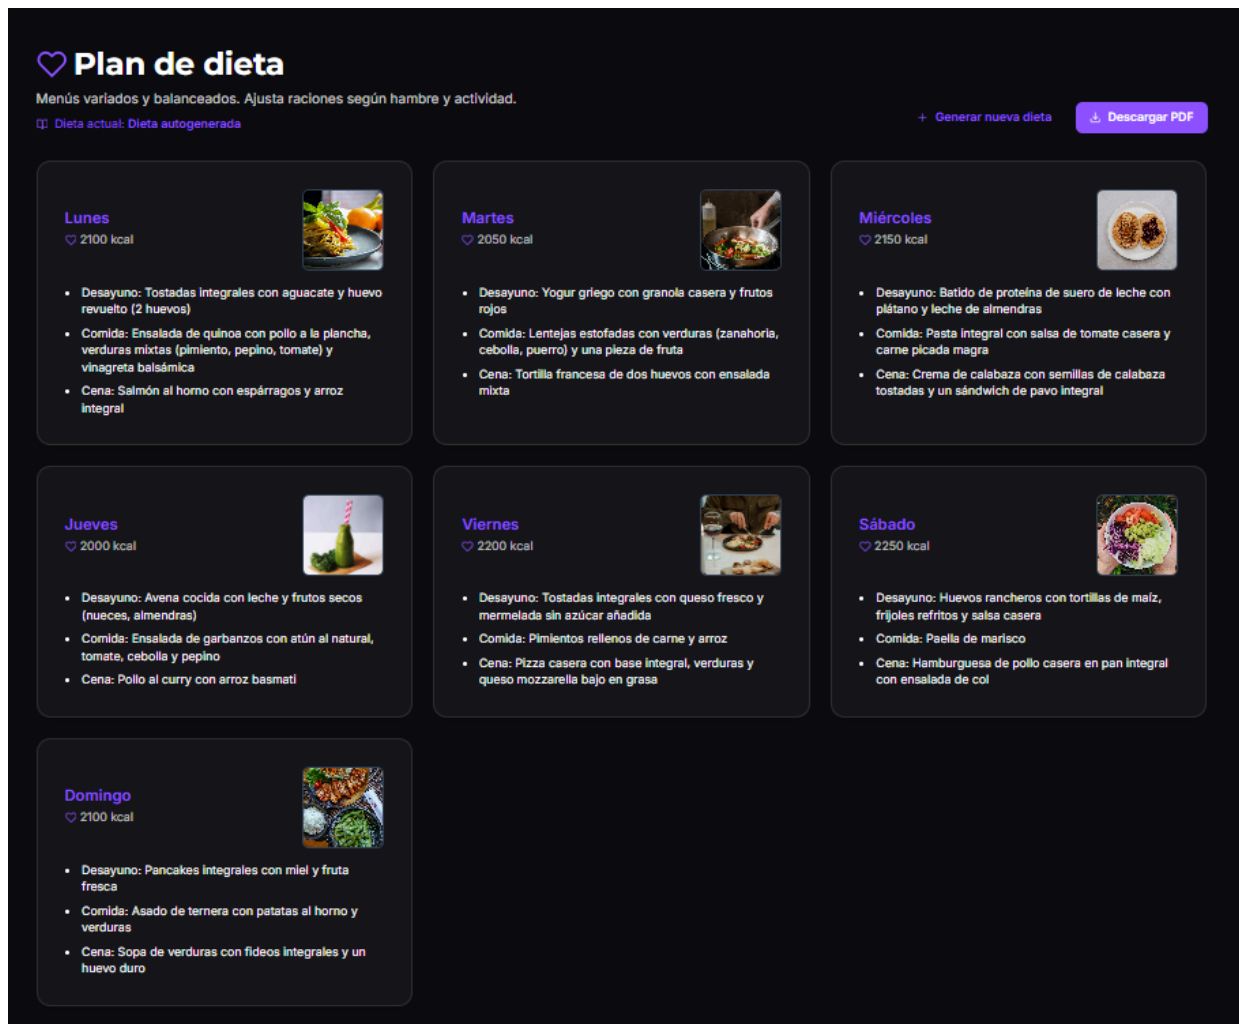 Plan de dieta
Menús variados y balanceados. Ajusta raciones según hambre y actividad.
Dieta actual: Dieta autogenerada
+ Generar nueva dieta
Descargar PDF
Lunes
2100 kcal
• Desayuno: Tostadas integrales con aguacate y huevo
revuelto (2 huevos)
• Comida: Ensalada de quinoa con pollo a la plancha,
verduras mixtas (pimiento, pepino, tomate) y
vinagreta balsámica
• Cena: Salmón al horno con espárragos y arroz
integral
Martes
2050 kcal
• Desayuno: Yogur griego con granola casera y frutos
rojos
• Comida: Lentejas estofadas con verduras (zanahoria,
cebolla, puerro) y una pieza de fruta
• Cena: Tortilla francesa de dos huevos con ensalada
mixta
Miércoles
2150 kcal
• Desayuno: Batido de proteína de suero de leche con
plátano y leche de almendras
• Comida: Pasta integral con salsa de tomate casera y
carne picada magra
• Cena: Crema de calabaza con semillas de calabaza
tostadas y un sándwich de pavo integral
Jueves
2000 kcal
• Desayuno: Avena cocida con leche y frutos secos
(nueces, almendras)
• Comida: Ensalada de garbanzos con atún al natural,
tomate, cebolla y pepino
• Cena: Pollo al curry con arroz basmati
Viernes
2200 kcal
• Desayuno: Tostadas integrales con queso fresco y
mermelada sin azúcar añadida
• Comida: Pimientos rellenos de carne y arroz
• Cena: Pizza casera con base integral, verduras y
queso mozzarella bajo en grasa
Sábado
2250 kcal
• Desayuno: Huevos rancheros con tortillas de maíz,
frijoles refritos y salsa casera
• Comida: Paella de marisco
• Cena: Hamburguesa de pollo casera en pan integral
con ensalada de col
Domingo
2100 kcal
• Desayuno: Pancakes integrales con miel y fruta
fresca
• Comida: Asado de ternera con patatas al horno y
verduras
• Cena: Sopa de verduras con fideos integrales y un
huevo duro